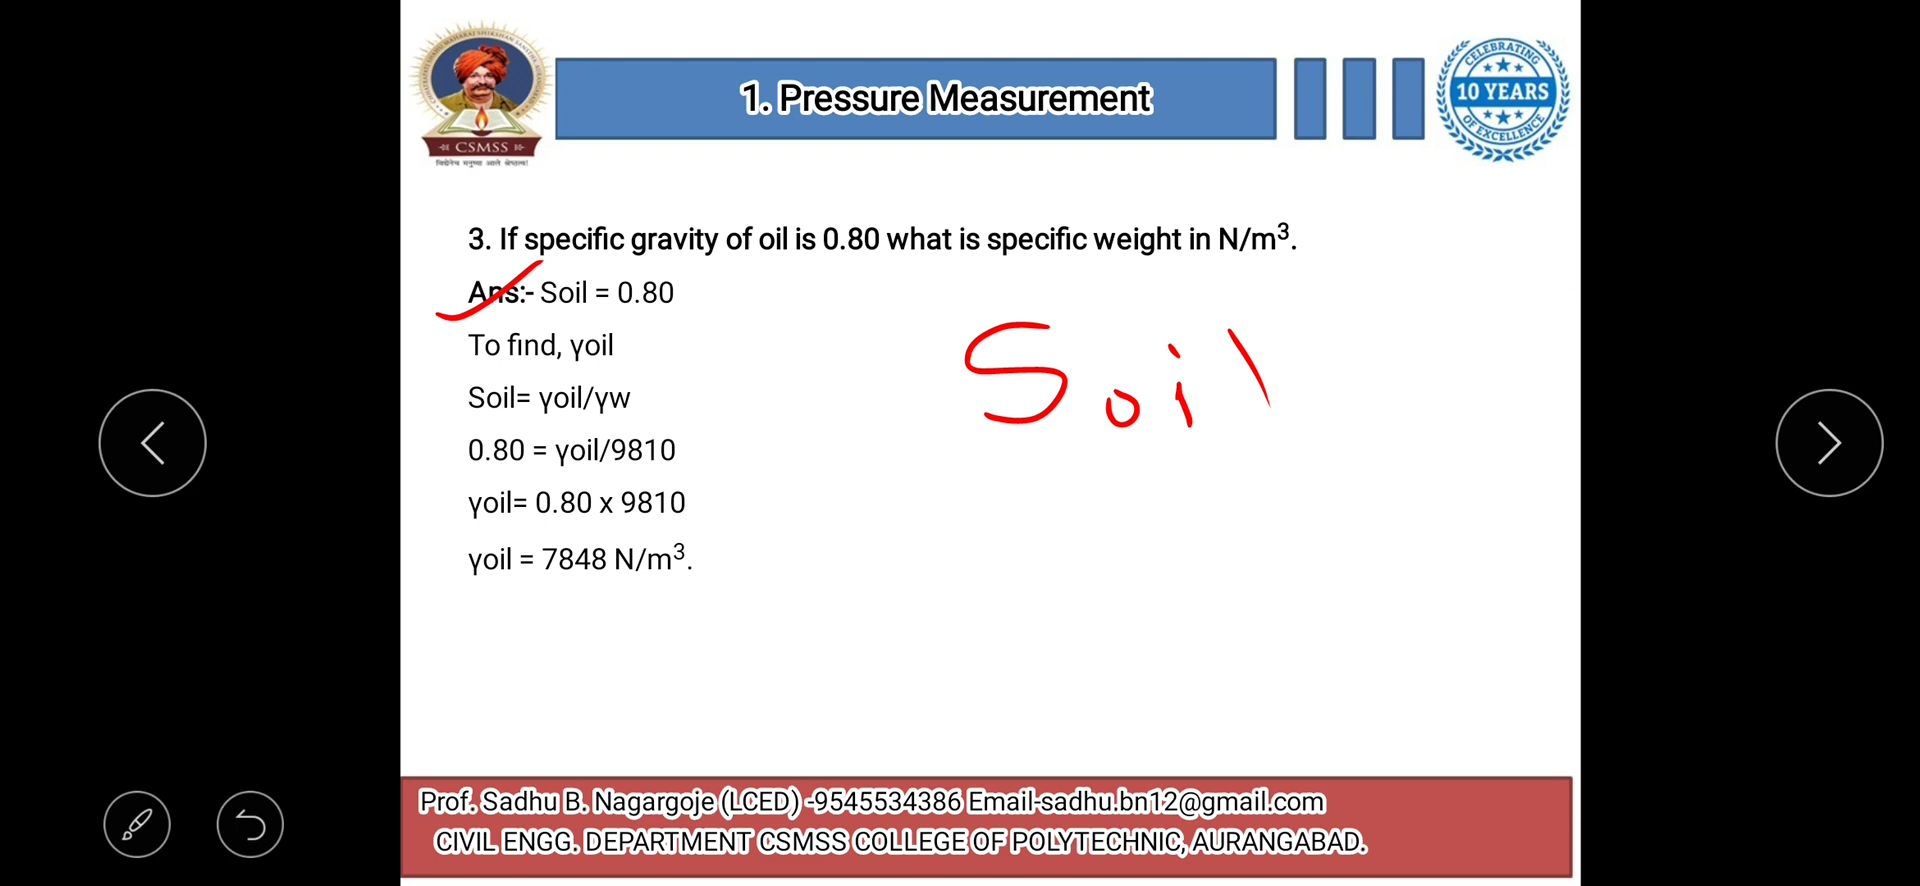 CSMSS
1. Pressure Measurement
CELEBRATING
10 YEARS
OF EXCELLENCE
3. If specific gravity of oil is 0.80 what is specific weight in N/m³.
Ans:- Soil = 0.80
To find, γoil
Soil= γoil/γw
0.80 = γoil/9810
γoil= 0.80 x 9810
γoil = 7848 N/m³.
Soil
Prof. Sadhu B. Nagargoje (LCED) -9545534386 Email-sadhu.bn12@gmail.com
CIVIL ENGG. DEPARTMENT CSMSS COLLEGE OF POLYTECHNIC, AURANGABAD.